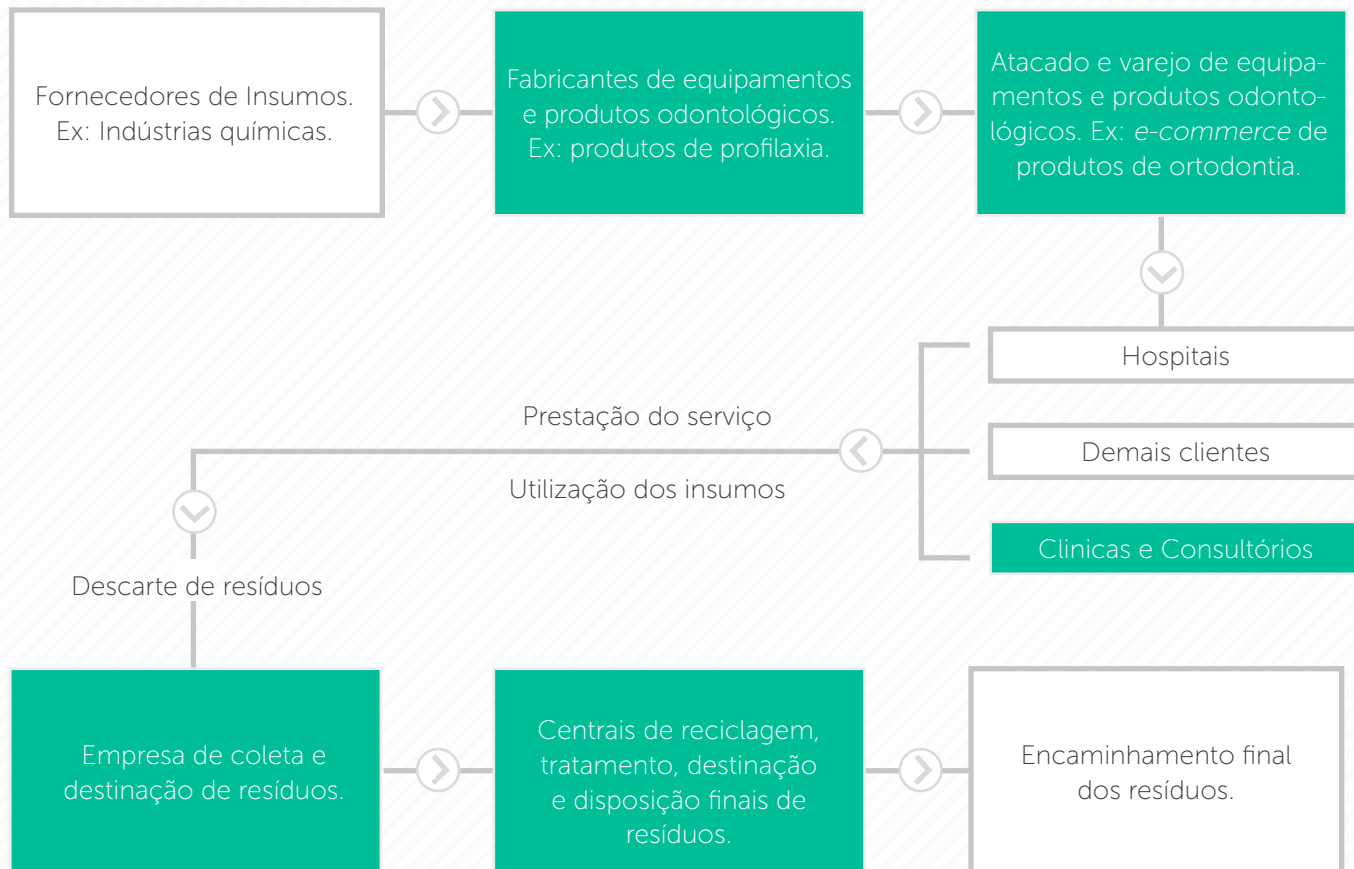 Fornecedores de Insumos.
Ex: Indústrias químicas.
Fabricantes de equipamentos
e produtos odontológicos.
Ex: produtos de profilaxia.
Atacado e varejo de equipa-
mentos e produtos odonto-
lógicos. Ex: e-commerce de
produtos de ortodontia.
Hospitais
Demais clientes
Clinicas e Consultórios
Prestação do serviço
Utilização dos insumos
Descarte de resíduos
Empresa de coleta e
destinação de resíduos.
Centrais de reciclagem,
tratamento, destinação
e disposição finais de
resíduos.
Encaminhamento final
dos resíduos.